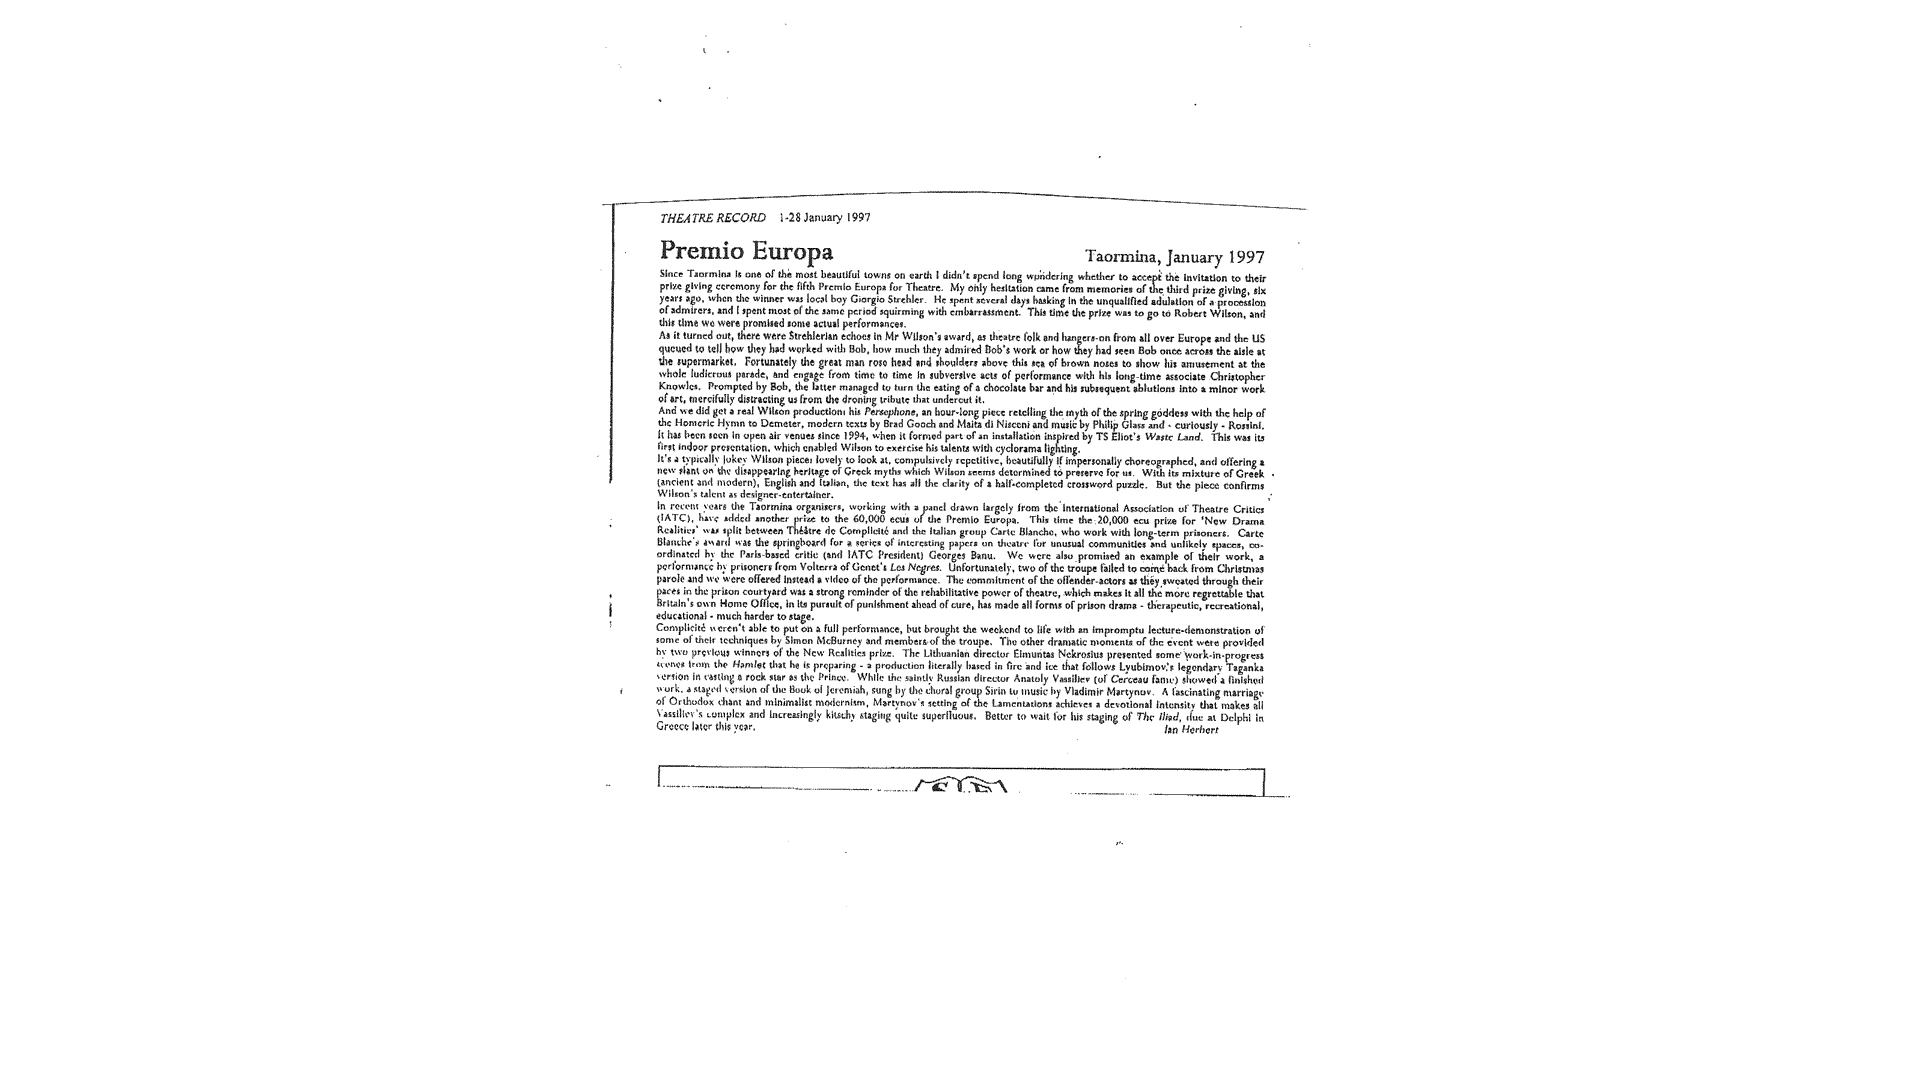 THEATRE RECORD 1-28 January 1997
Premio Europa
Taormina, January 1997
Since Taormina is one of the most beautiful towns on earth I didn't spend long wondering whether to accept the invitation to their
prize giving ceremony for the fifth Premio Europa for Theatre. My only hesitation came from memories of the third prize giving, six
years ago, when the winner was local boy Giorgio Strehler. He spent several days basking in the unqualified adulation of a procession
of admirers, and I spent most of the same period squirming with embarrassment. This time the prize was to go to Robert Wilson, and
this time we were promised some actual performances.
As it turned out, there were Strehlerian echoes in Mr Wilson's award, as theatre folk and hangers-on from all over Europe and the US
queued to tell how they had worked with Bob, how much they admired Bob's work or how they had seen Bob once across the aisle at
the supermarket. Fortunately the great man rose head and shoulders above this sea of brown noses to show his amusement at the
whole ludicrous parade, and engage from time to time in subversive acts of performance with his long-time associate Christopher
Knowles. Prompted by Bob, the latter managed to turn the eating of a chocolate bar and his subsequent ablutions into a minor work
of art, mercifully distracting us from the droning tribute that undercut it.
And we did get a real Wilson production: his Persephone, an hour-long piece retelling the myth of the spring goddess with the help of
the Homeric Hymn to Demeter, modern texts by Brad Gooch and Maita di Nisceni and music by Philip Glass and - curiously - Rossini.
It has been seen in open air venues since 1994, when it formed part of an installation inspired by TS Eliot's Waste Land. This was its
first indoor presentation, which enabled Wilson to exercise his talents with cyclorama lighting.
It's a typically jokey Wilson piece: lovely to look at, compulsively repetitive, beautifully if impersonally choreographed, and offering a
new slant on the disappearing heritage of Greek myths which Wilson seems determined to preserve for us. With its mixture of Greek
(ancient and modern), English and Italian, the text has all the clarity of a half-completed crossword puzzle. But the piece confirms
Wilson's talent as designer-entertainer.
In recent years the Taormina organisers, working with a panel drawn largely from the International Association of Theatre Critics
(IATC), have added another prize to the 60,000 ecus of the Premio Europa. This time the 20,000 ecu prize for 'New Drama
Realities' was split between Théâtre de Complicité and the Italian group Carte Blanche, who work with long-term prisoners. Carte
Blanche's award was the springboard for a series of interesting papers on theatre for unusual communities and unlikely spaces, co-
ordinated by the Paris-based critic (and IATC President) Georges Banu. We were also promised an example of their work, a
performance by prisoners from Volterra of Genet's Les Negres. Unfortunately, two of the troupe failed to come back from Christmas
parole and we were offered instead a video of the performance. The commitment of the offender-actors as they sweated through their
paces in the prison courtyard was a strong reminder of the rehabilitative power of theatre, which makes it all the more regrettable that
Britain's own Home Office, in its pursuit of punishment ahead of cure, has made all forms of prison drama - therapeutic, recreational,
educational - much harder to stage.
Complicité weren't able to put on a full performance, but brought the weekend to life with an impromptu lecture-demonstration of
some of their techniques by Simon McBurney and members of the troupe. The other dramatic moments of the event were provided
by two previous winners of the New Realities prize. The Lithuanian director Eimuntas Nekrosius presented some work-in-progress
scenes from the Hamlet that he is preparing - a production literally based in fire and ice that follows Lyubimov's legendary Taganka
version in casting a rock star as the Prince. While the saintly Russian director Anatoly Vassiliev (of Cerceau fame) showed a finished
work, a staged version of the Book of Jeremiah, sung by the choral group Sirin to music by Vladimir Martynov. A fascinating marriage
of Orthodox chant and minimalist modernism, Martynov's setting of the Lamentations achieves a devotional intensity that makes all
Vassiliev's complex and increasingly kitschy staging quite superfluous. Better to wait for his staging of The Iliad, due at Delphi in
Greece later this year.
Ian Herbert